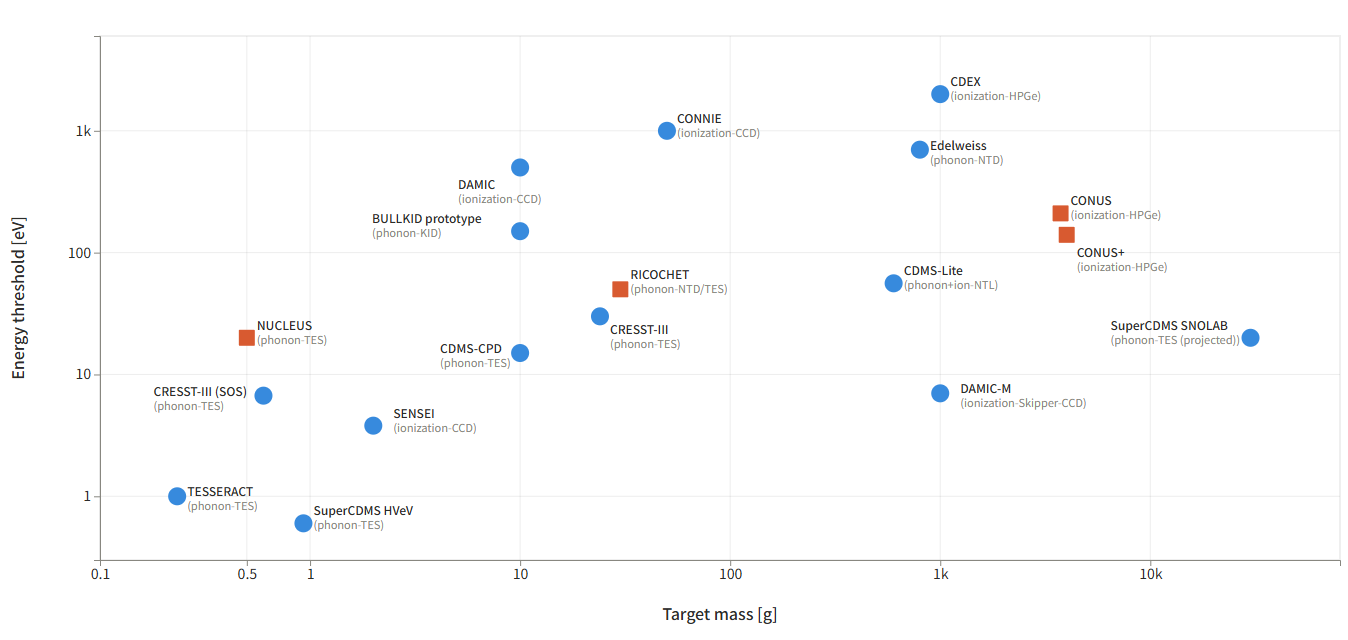 CDEX
(ionization-HPGe)
CONNIE
(ionization-CCD)
1k
Edelweiss
(phonon-NTD)
DAMIC
(ionization-CCD)
CONUS
(ionization-HPGe)
BULLKID prototype
(phonon-KID)
100
CONUS+
(ionization-HPGe)
CDMS-Lite
(phonon+ion-NTL)
RICOCHET
(phonon-NTD/TES)
Energy threshold [eV]
NUCLEUS
(phonon-TES)
CRESST-III
(phonon-TES)
SuperCDMS SNOLAB
(phonon-TES (projected))
CDMS-CPD
(phonon-TES)
10
CRESST-III (SOS)
(phonon-TES)
DAMIC-M
(ionization-Skipper-CCD)
SENSEI
(ionization-CCD)
1
TESSERACT
(phonon-TES)
SuperCDMS HVeV
(phonon-TES)
0.1 0.5 1 10 100 1k 10k
Target mass [g]